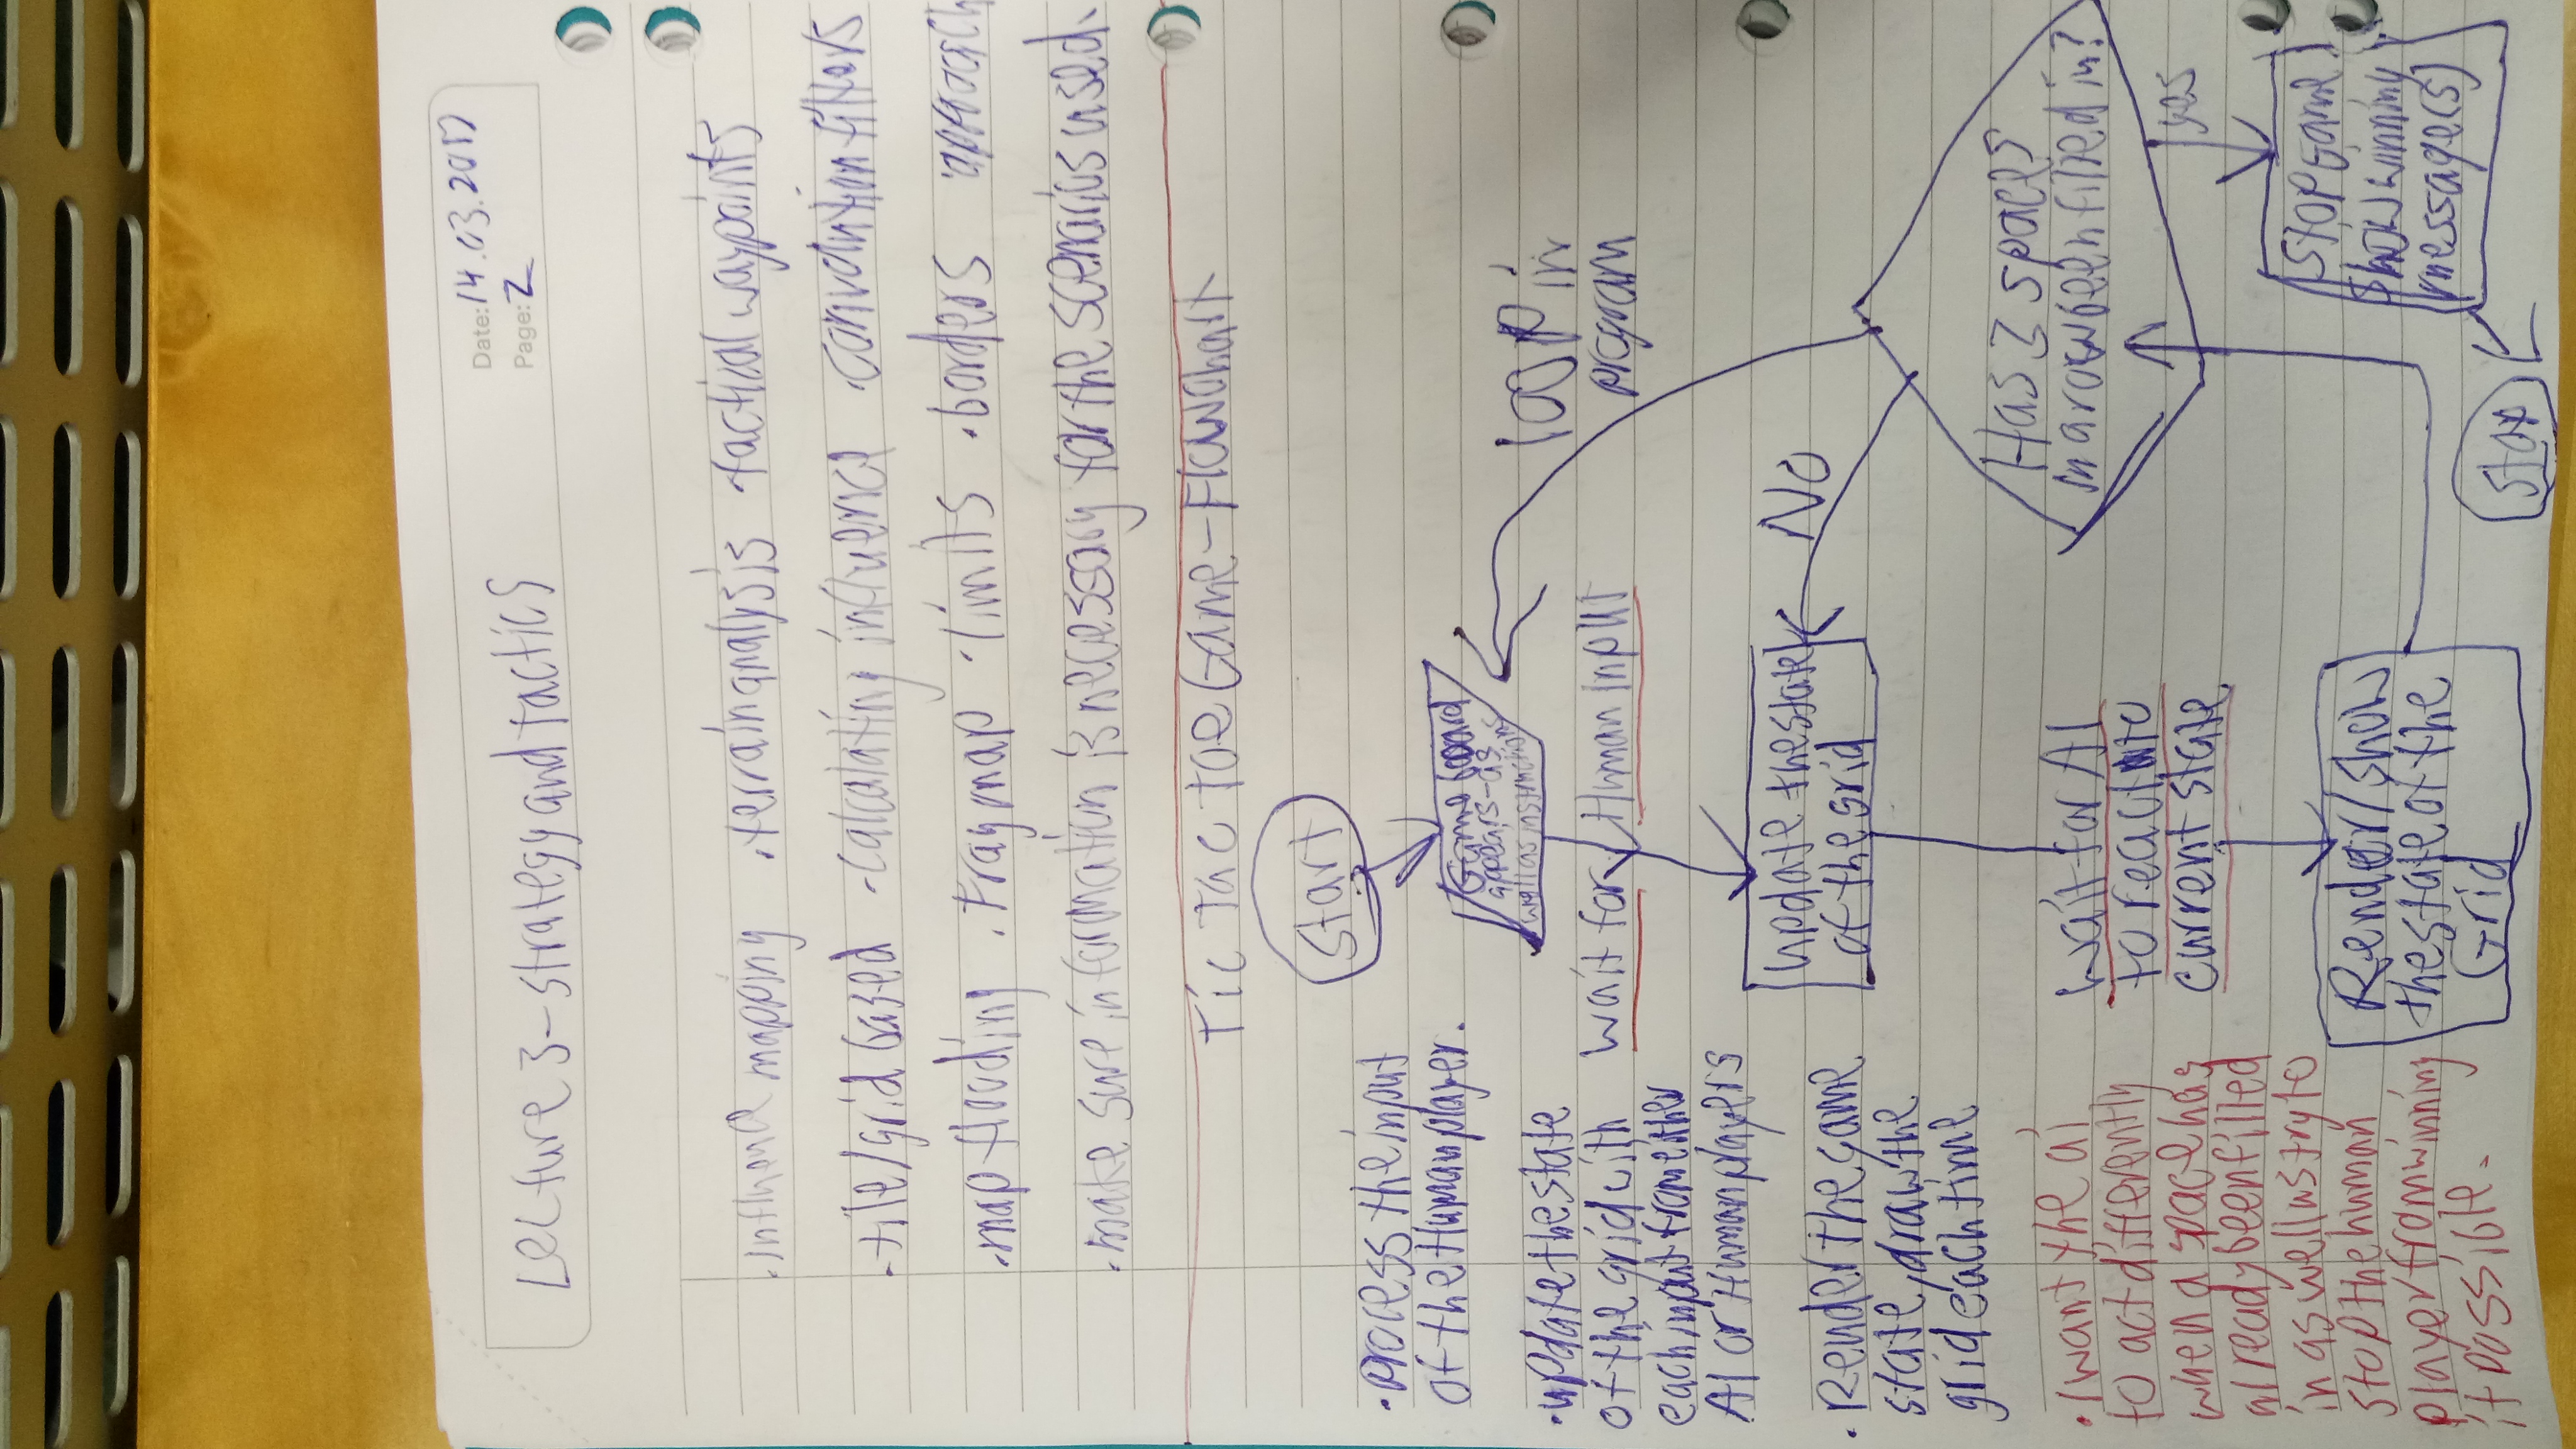 Date: 14.03.2017
Page: 2
Lecture 3 - strategy and tactics
· influence mapping · terrain analysis · tactical waypoints
· tile/grid based · calculating influence · convolution filters
· map flooding · frag map · limits · borders · approach
· make sure information is necessary for the scenarios used.
Tic Tac Toe Game - Flowchart
Start
· Process the input
of the Human player.
· update the state
of the grid with
each input from either
AI or Human players
· Render the game
state, draw the
grid each time
· I want the ai
to act differently
when a space has
already been filled
in as well as try to
stop the human
player from winning
if possible.
Game board
appears - as
well as instructions
Wait for Human input
loop in
program
update the state
of the grid
No
Wait for AI
to react to
current state
Has 3 spaces
in a row been filled in?
yes
Render/show
the state of the
Grid
Stop Game
show winning
message(s)
Stop